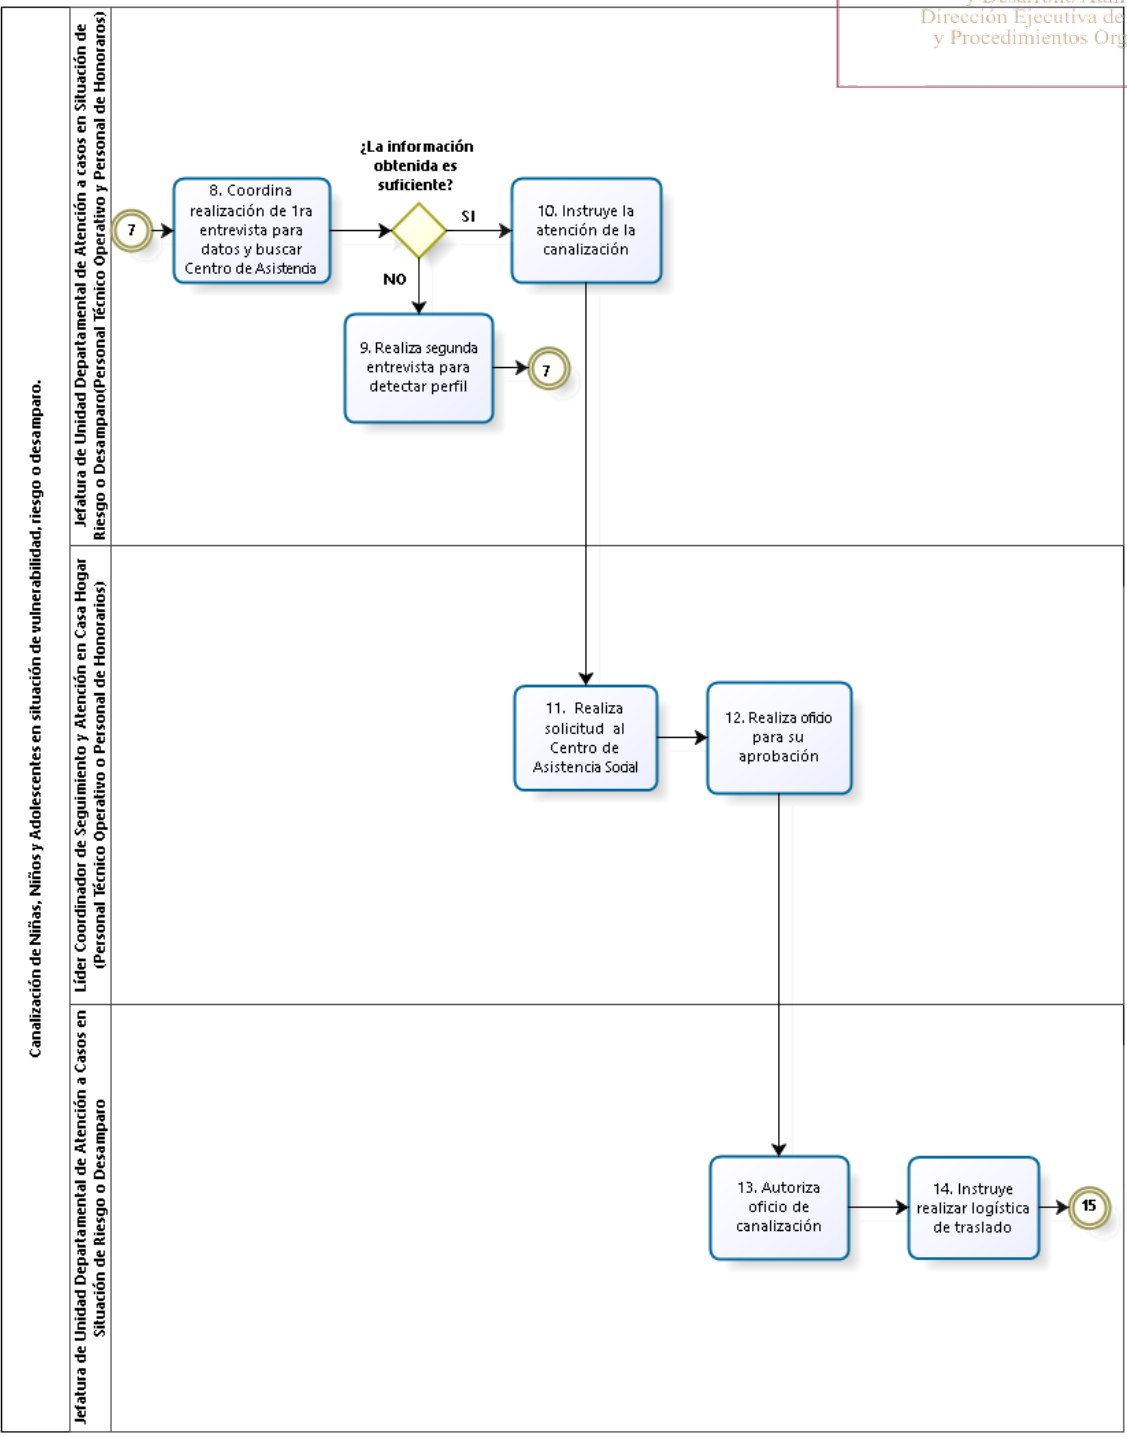 y Desarrollo Admi
Dirección Ejecutiva de
y Procedimientos Org
Canalización de Niñas, Niños y Adolescentes en situación de vulnerabilidad, riesgo o desamparo.
Jefatura de Unidad Departamental de Atención a casos en Situación de
Riesgo o Desamparo(Personal Técnico Operativo y Personal de Honoraros)
¿La información
obtenida es
suficiente?
7
8. Coordina
realización de 1ra
entrevista para
datos y buscar
Centro de Asistencia
SI
10. Instruye la
atención de la
canalización
NO
9. Realiza segunda
entrevista para
detectar perfil
7
Líder Coordinador de Seguimiento y Atención en Casa Hogar
(Personal Técnico Operativo o Personal de Honorarios)
11. Realiza
solicitud al
Centro de
Asistencia Social
12. Realiza oficio
para su
aprobación
Jefatura de Unidad Departamental de Atención a Casos en
Situación de Riesgo o Desamparo
13. Autoriza
oficio de
canalización
14. Instruye
realizar logística
de traslado
15